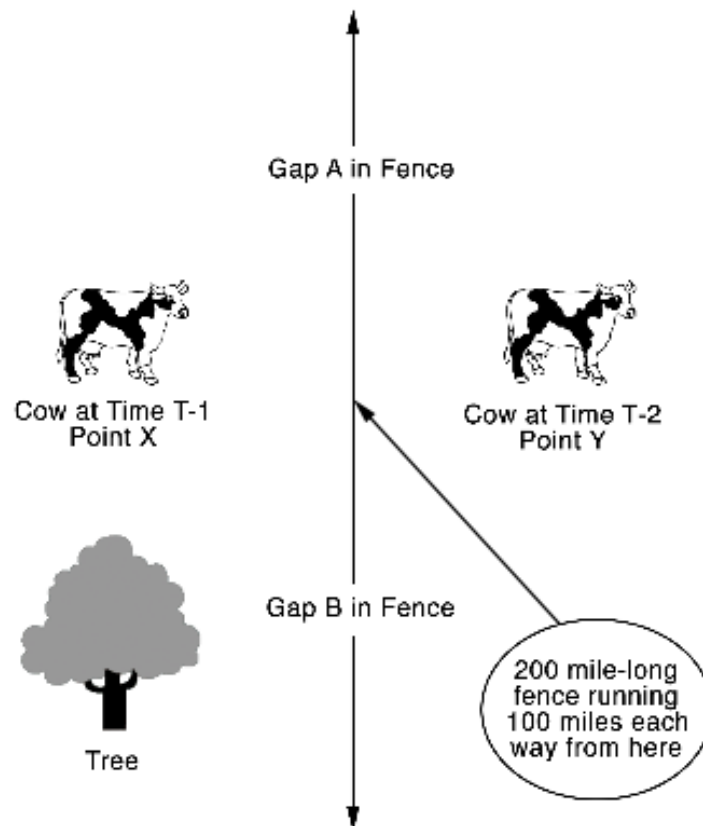 Gap A in Fence
Cow at Time T-1
Point X
Cow at Time T-2
Point Y
Gap B in Fence
200 mile-long
fence running
100 miles each
way from here
Tree